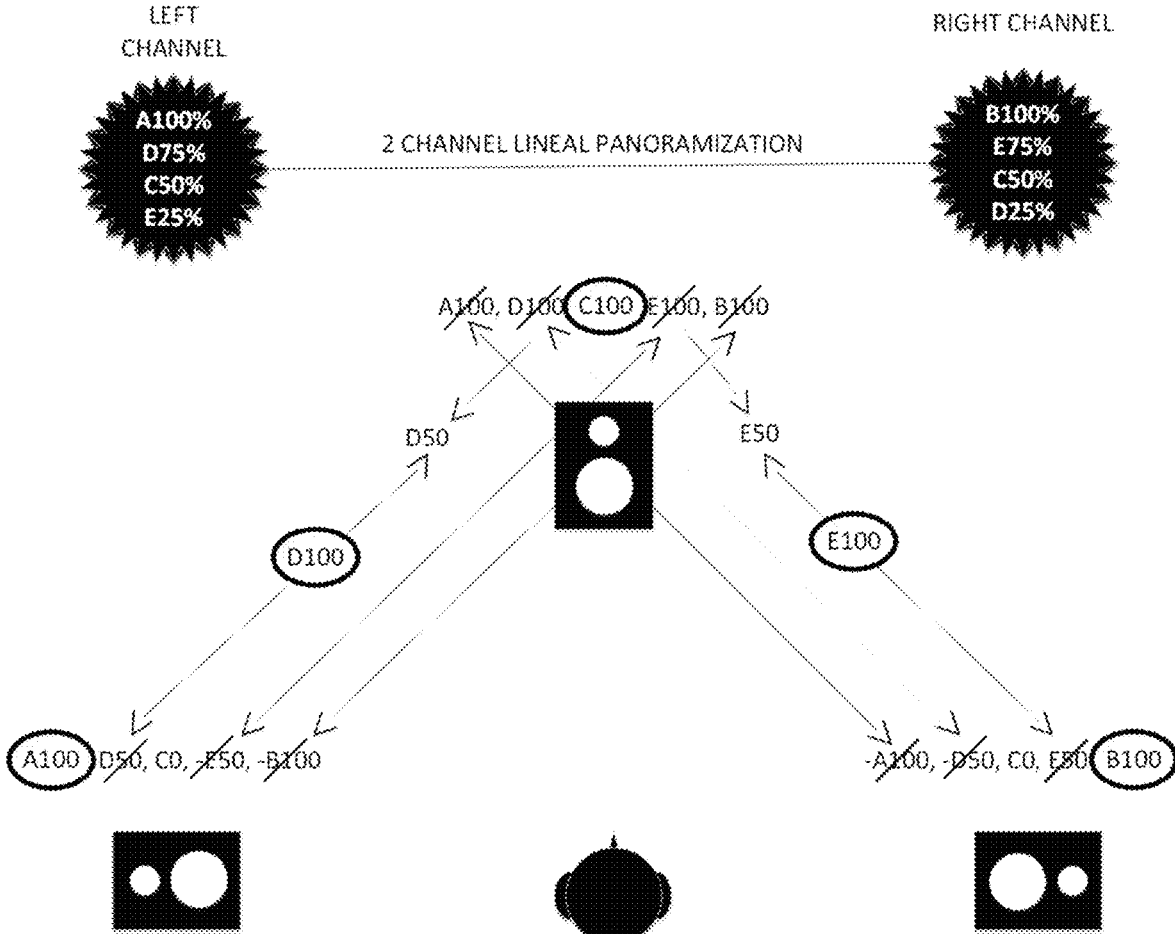 LEFT
CHANNEL
RIGHT CHANNEL
A100%
D75%
C50%
E25%
2 CHANNEL LINEAL PANORAMIZATION
B100%
E75%
C50%
D25%
A100, D100 C100 E100, B100
D50
E50
D100
E100
A100 D50, C0, -E50, -B100
-A100, -D50, C0, E50 B100